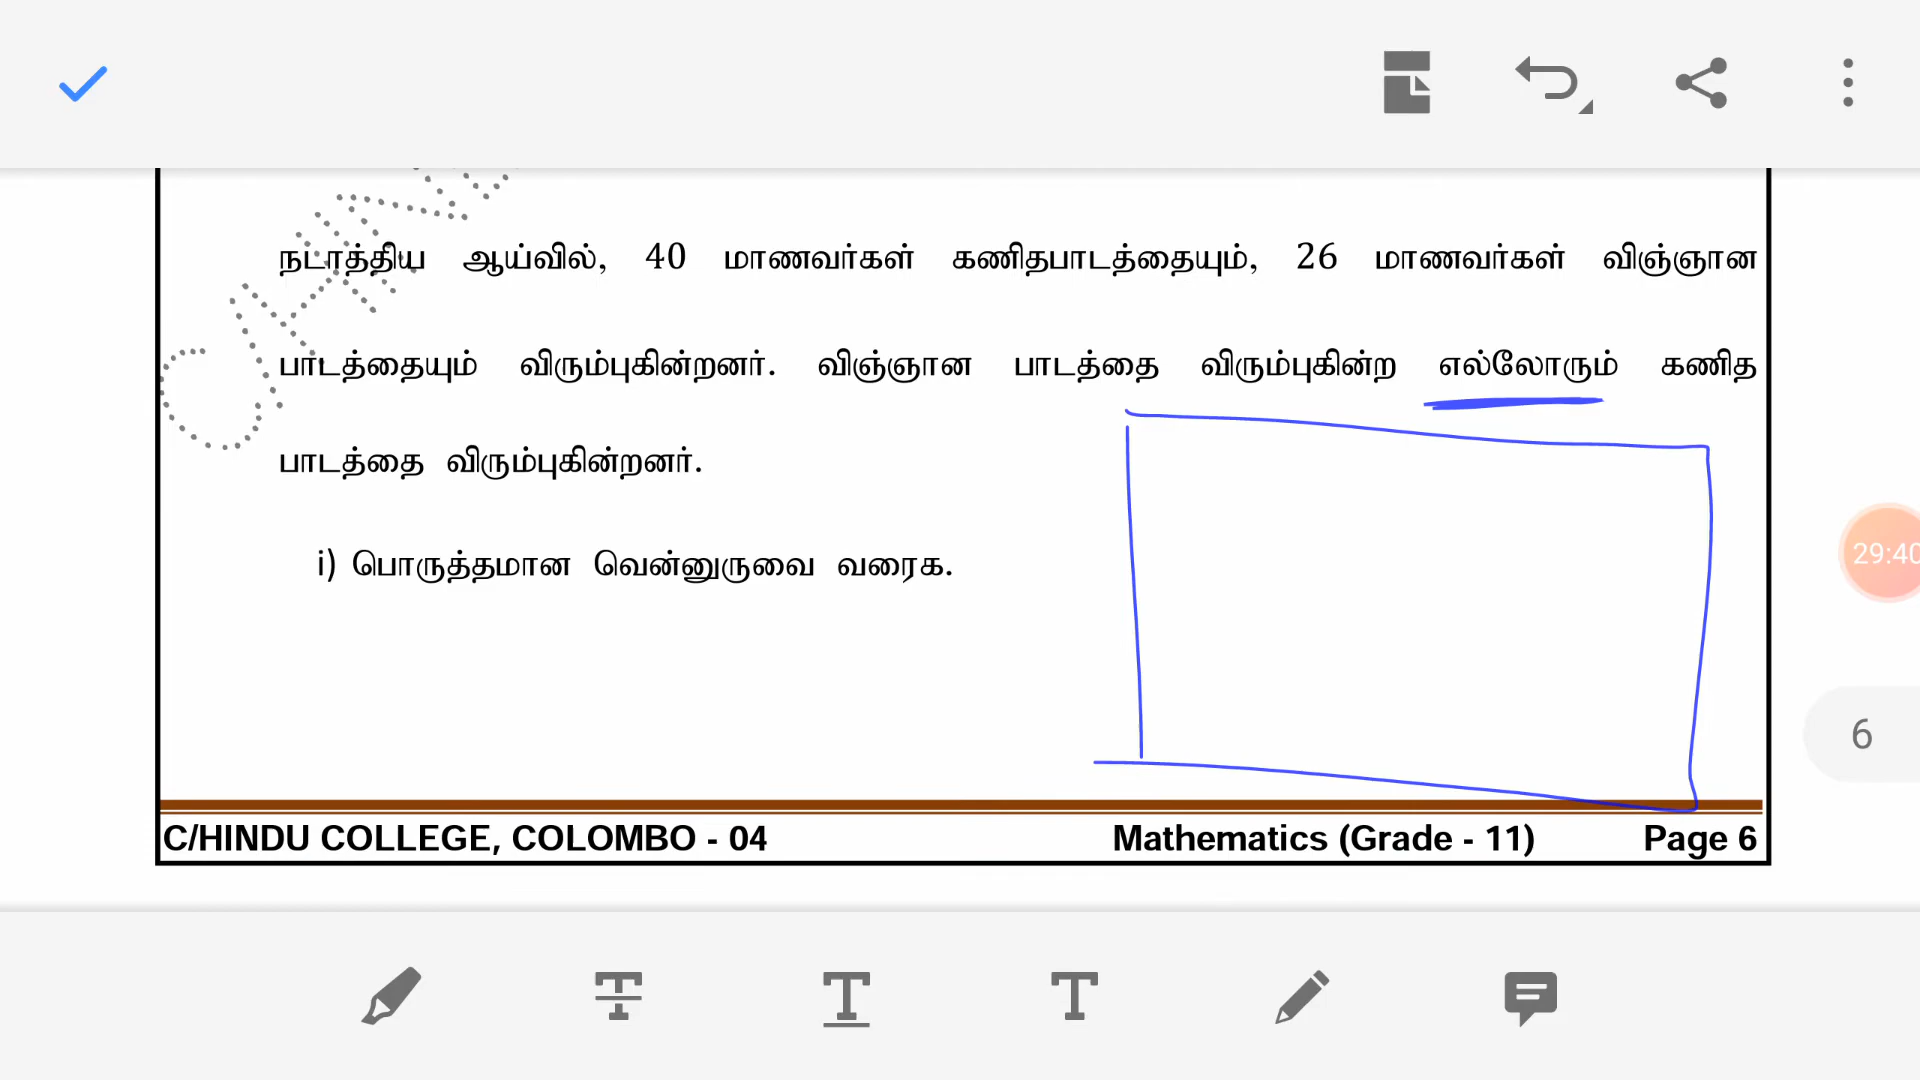 நடாத்திய ஆய்வில், 40 மாணவர்கள் கணிதபாடத்தையும், 26 மாணவர்கள் விஞ்ஞான
பாடத்தையும் விரும்புகின்றனர். விஞ்ஞான பாடத்தை விரும்புகின்ற எல்லோரும் கணித
பாடத்தை விரும்புகின்றனர்.
i) பொருத்தமான வென்னுருவை வரைக.
29:40
6
C/HINDU COLLEGE, COLOMBO - 04 Mathematics (Grade - 11) Page 6